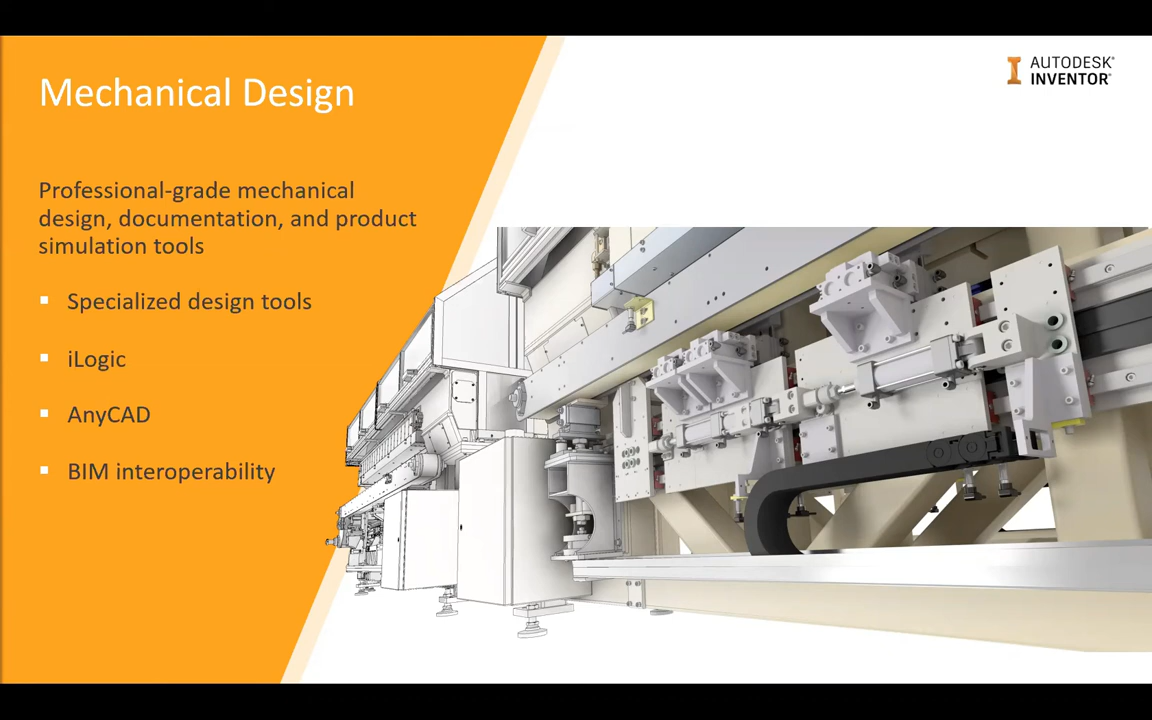 Mechanical Design
AUTODESK®
INVENTOR®
Professional-grade mechanical
design, documentation, and product
simulation tools
▪ Specialized design tools
▪ iLogic
▪ AnyCAD
▪ BIM interoperability